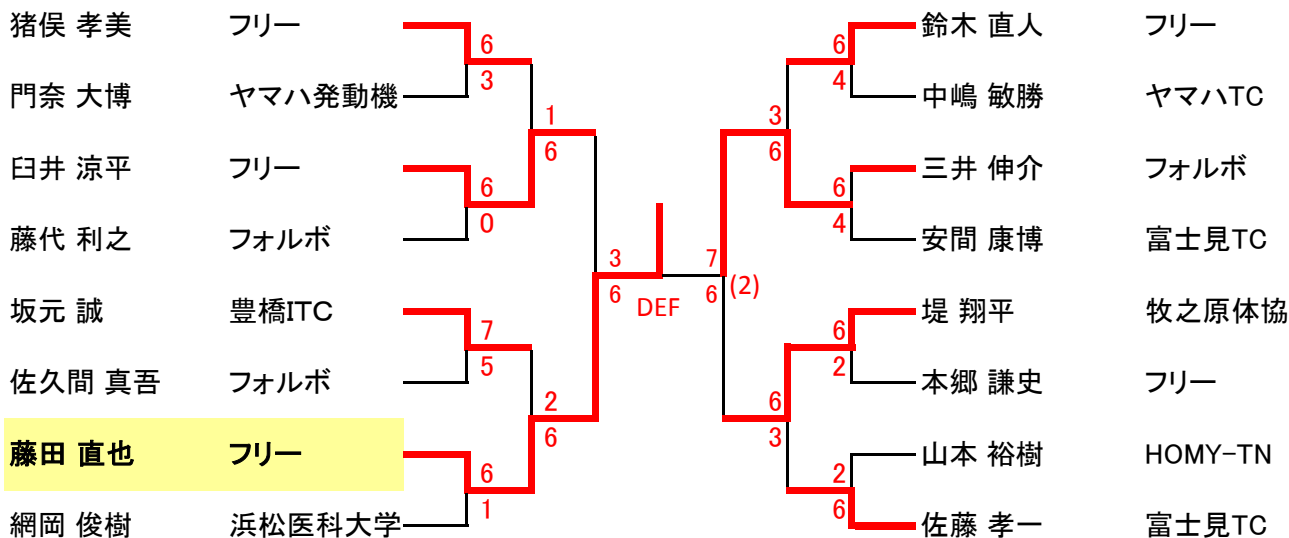 猪俣 孝美 フリー 6 6 鈴木 直人 フリー
門奈 大博 ヤマハ発動機 3 4 中嶋 敏勝 ヤマハTC
1 3
6 6
臼井 涼平 フリー 6 6 三井 伸介 フォルボ
藤代 利之 フォルボ 0 4 安間 康博 富士見TC
3 7
6 DEF 6 (2)
坂元 誠 豊橋ITC 7 6 堤 翔平 牧之原体協
佐久間 真吾 フォルボ 5 2 本郷 謙史 フリー
2 6
6 3
藤田 直也 フリー 6 2 山本 裕樹 HOMY-TN
網岡 俊樹 浜松医科大学 1 6 佐藤 孝一 富士見TC